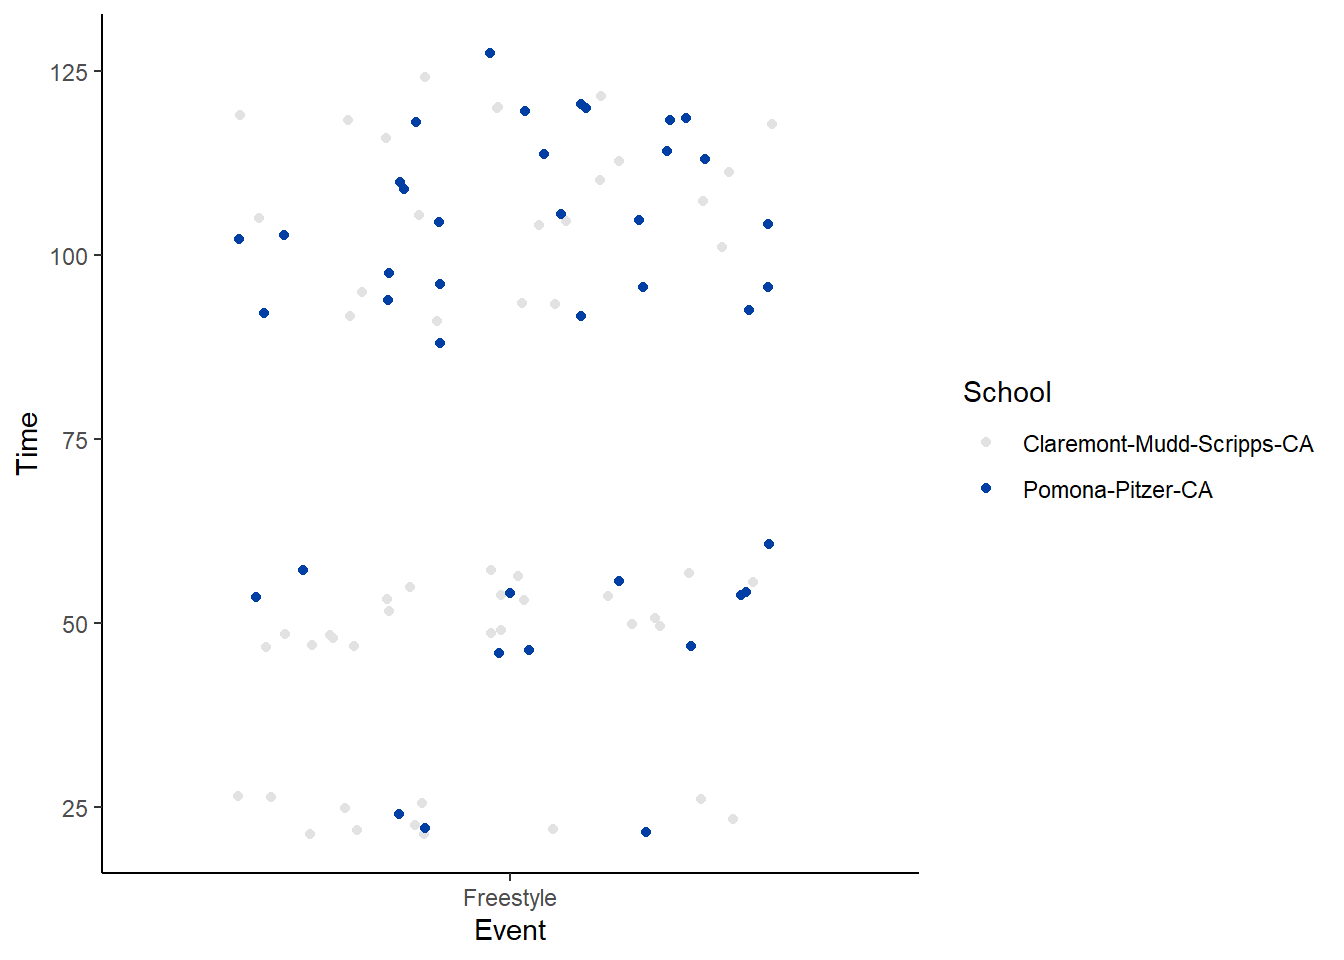 125
100
75
50
25
Time
Freestyle
Event
School
Claremont-Mudd-Scripps-CA
Pomona-Pitzer-CA